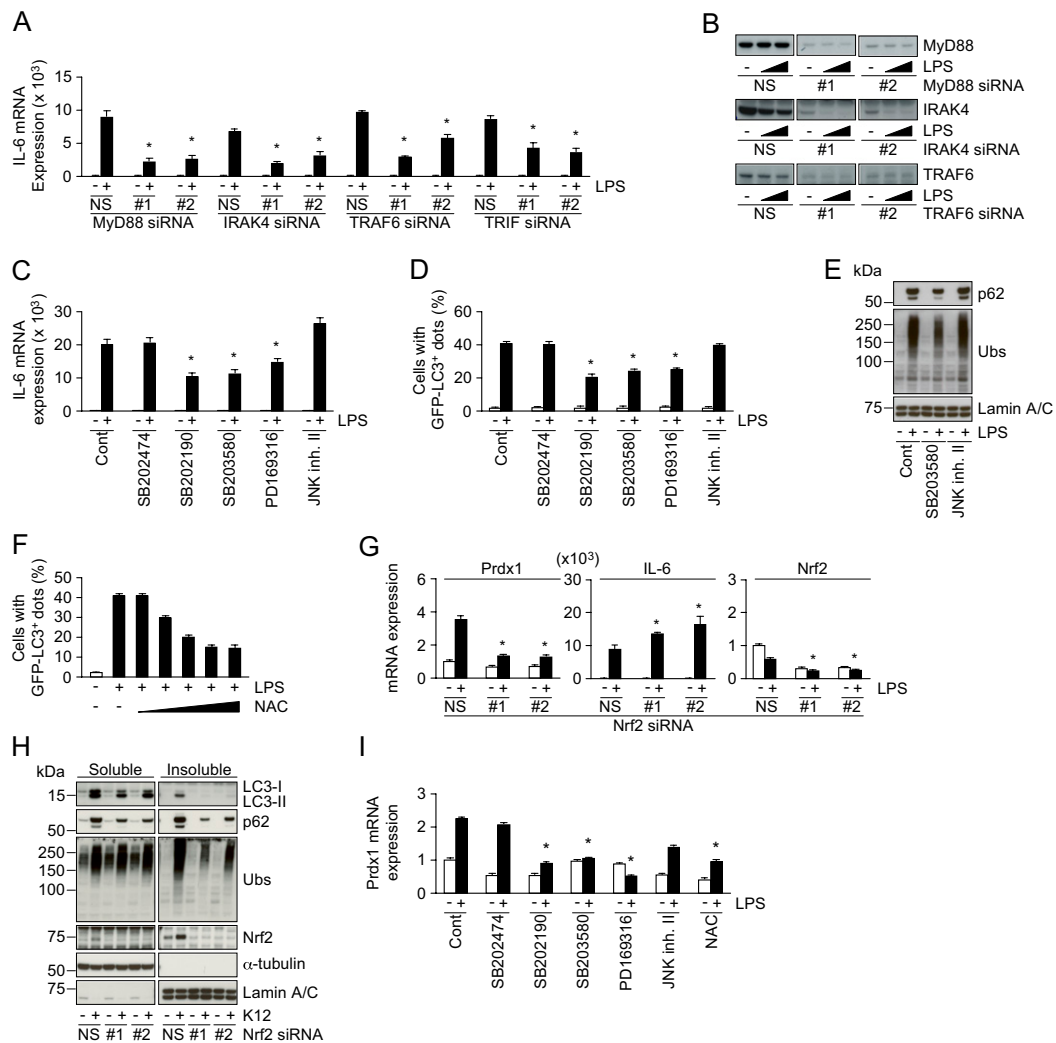 A
IL-6 mRNA
Expression (x 10³)
15
10
5
0
* * * * * * * *
- + - + - + - + - + - + - + - + - + - + - + - + LPS
NS #1 #2 NS #1 #2 NS #1 #2 NS #1 #2
MyD88 siRNA IRAK4 siRNA TRAF6 siRNA TRIF siRNA
B
MyD88
- - - LPS
NS #1 #2 MyD88 siRNA
IRAK4
- - - LPS
NS #1 #2 IRAK4 siRNA
TRAF6
- - - LPS
NS #1 #2 TRAF6 siRNA
C
IL-6 mRNA
expression (x 10³)
30
20
10
0
* * *
- + - + - + - + - + - + LPS
Cont SB202474 SB202190 SB203580 PD169316 JNK inh. II
D
Cells with
GFP-LC3⁺ dots (%)
60
40
20
0
* * *
- + - + - + - + - + - + LPS
Cont SB202474 SB202190 SB203580 PD169316 JNK inh. II
E
kDa
50 p62
250
150
100
Ubs
75 Lamin A/C
- + - + - + LPS
Cont SB203580 JNK inh. II
F
Cells with
GFP-LC3⁺ dots (%)
50
40
30
20
10
0
- + + + + + + LPS
- - NAC
G
mRNA expression
Prdx1
6
4
2
0
* *
(x10³)
IL-6
30
20
10
0
* *
Nrf2
3
2
1
0
* *
- + - + - + - + - + - + - + - + - + LPS
NS #1 #2 NS #1 #2 NS #1 #2
Nrf2 siRNA
H
kDa Soluble Insoluble
15 LC3-I
LC3-II
50 p62
250
150
100
Ubs
75 Nrf2
50 α-tubulin
75 Lamin A/C
- + - + - + - + - + - + K12
NS #1 #2 NS #1 #2 Nrf2 siRNA
I
Prdx1 mRNA
expression
3
2
1
0
* * * *
- + - + - + - + - + - + - + LPS
Cont SB202474 SB202190 SB203580 PD169316 JNK inh. II NAC